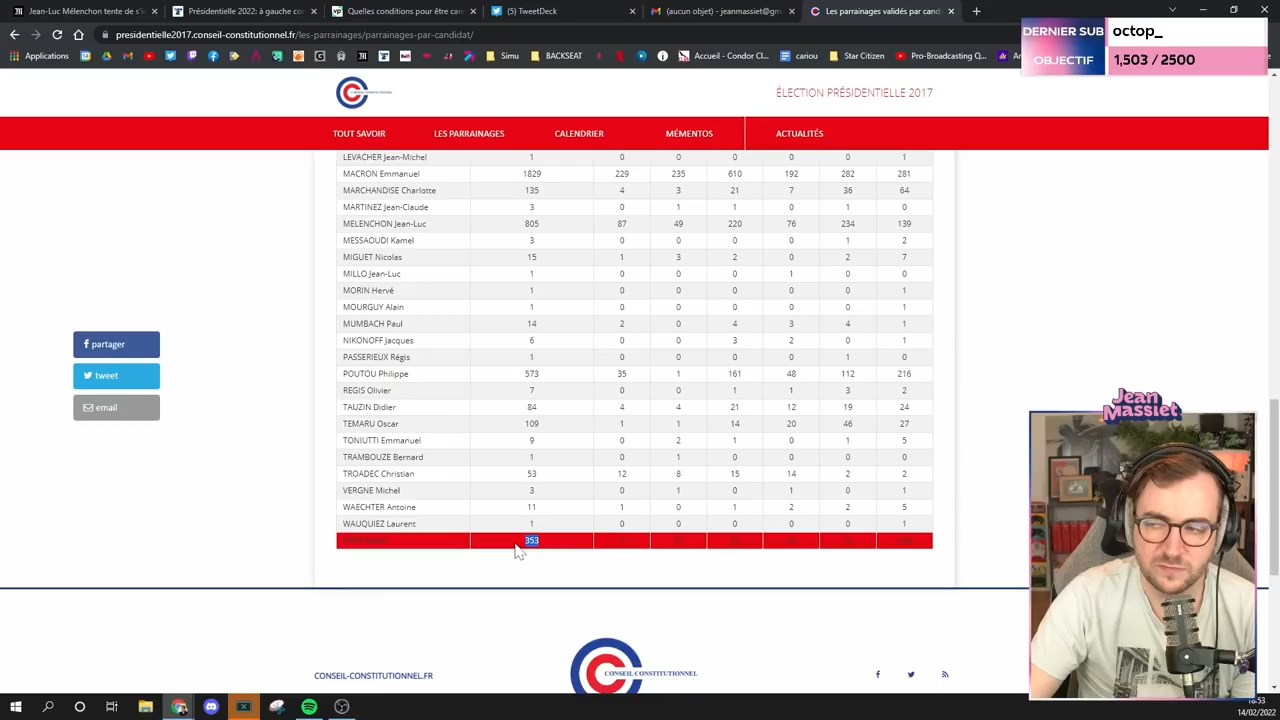 Jean-Luc Mélenchon tente de s'é
Présidentielle 2022: à gauche co
Quelles conditions pour être can
(5) TweetDeck
(aucun objet) - jeanmassiet@gm
Les parrainages validés par cand
presidentielle2017.conseil-constitutionnel.fr/les-parrainages/parrainages-par-candidat/
Applications
Simu
BACKSEAT
Accueil - Condor Cl...
cariou
Star Citizen
Pro-Broadcasting Q...
DERNIER SUB
octop_
OBJECTIF
1,503 / 2500
CONSEIL CONSTITUTIONNEL
ÉLECTION PRÉSIDENTIELLE 2017
TOUT SAVOIR LES PARRAINAGES CALENDRIER MÉMENTOS ACTUALITÉS
LEVACHER Jean-Michel 1 0 0 0 0 0 1
MACRON Emmanuel 1829 229 235 610 192 282 281
MARCHANDISE Charlotte 135 4 3 21 7 36 64
MARTINEZ Jean-Claude 3 0 1 1 0 1 0
MELENCHON Jean-Luc 805 87 49 220 76 234 139
MESSAOUDI Kamel 3 0 0 0 0 1 2
MIGUET Nicolas 15 1 3 2 0 2 7
MILLO Jean-Luc 1 0 0 0 1 0 0
MORIN Hervé 1 0 0 0 0 0 1
MOURGUY Alain 1 0 0 0 0 0 1
MUMBACH Paul 14 2 0 4 3 4 1
NIKONOFF Jacques 6 0 0 3 2 0 1
PASSERIEUX Régis 1 0 0 0 0 1 0
POUTOU Philippe 573 35 1 161 48 112 216
REGIS Olivier 7 0 0 1 1 3 2
TAUZIN Didier 84 4 4 21 12 19 24
TEMARU Oscar 109 1 1 14 20 46 27
TONIUTTI Emmanuel 9 0 2 1 0 1 5
TRAMBOUZE Bernard 1 0 1 0 0 0 0
TROADEC Christian 53 12 8 15 14 2 2
VERGNE Michel 3 0 1 0 1 0 1
WAECHTER Antoine 11 1 0 1 2 2 5
WAUQUIEZ Laurent 1 0 0 0 0 0 1
353
partager
tweet
email
Jean
Massiet
CONSEIL-CONSTITUTIONNEL.FR
CONSEIL CONSTITUTIONNEL
18:53
14/02/2022